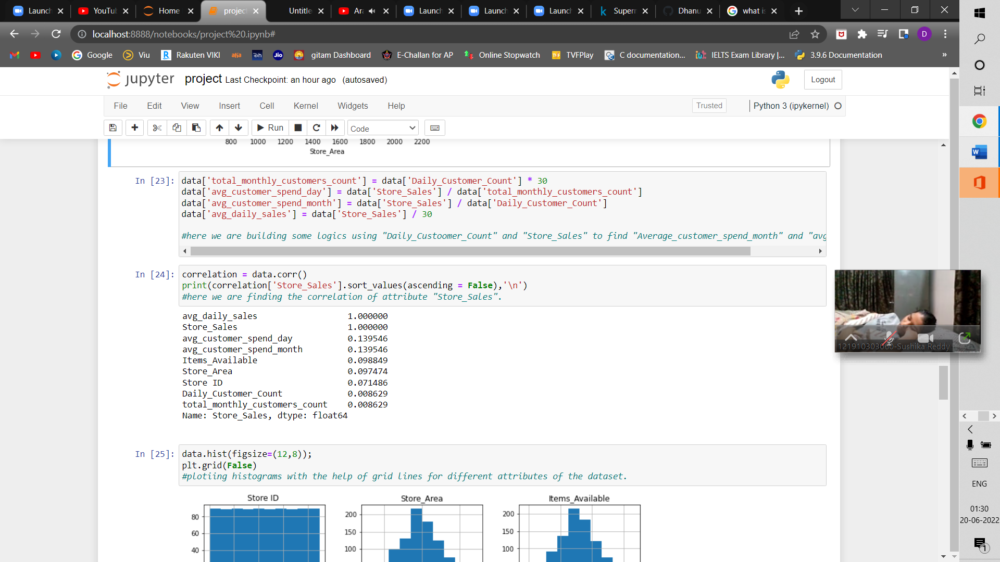 Launch
YouTu
Home
projec
Untitle
Ara
Launch
Launch
Launch
Superm
Dhanu
what is
localhost:8888/notebooks/project%20.ipynb#
D
Google
Viu
Rakuten VIKI
aha
Jio
gitam Dashboard
E-Challan for AP
Online Stopwatch
TVFPlay
C documentation...
IELTS Exam Library |...
3.9.6 Documentation
»
jupyter project Last Checkpoint: an hour ago (autosaved)
Logout
File Edit View Insert Cell Kernel Widgets Help
Trusted
Python 3 (ipykernel)
Run
Code
800 1000 1200 1400 1600 1800 2000 2200
Store_Area
In [23]: data['total_monthly_customers_count'] = data['Daily_Customer_Count'] * 30
data['avg_customer_spend_day'] = data['Store_Sales'] / data['total_monthly_customers_count']
data['avg_customer_spend_month'] = data['Store_Sales'] / data['Daily_Customer_Count']
data['avg_daily_sales'] = data['Store_Sales'] / 30
#here we are building some logics using "Daily_Custoomer_Count" and "Store_Sales" to find "Average_customer_spend_month" and "avg
In [24]: correlation = data.corr()
print(correlation['Store_Sales'].sort_values(ascending = False),'\n')
#here we are finding the correlation of attribute "Store_Sales".
avg_daily_sales 1.000000
Store_Sales 1.000000
avg_customer_spend_day 0.139546
avg_customer_spend_month 0.139546
Items_Available 0.098849
Store_Area 0.097474
Store ID 0.071486
Daily_Customer_Count 0.008629
total_monthly_customers_count 0.008629
Name: Store_Sales, dtype: float64
In [25]: data.hist(figsize=(12,8));
plt.grid(False)
#plotiing histograms with the help of grid lines for different attributes of the dataset.
Store ID
80
60
40
Store_Area
200
150
100
Items_Available
200
150
100
121910303060-Sushika Reddy
W
ENG
01:30
20-06-2022
1